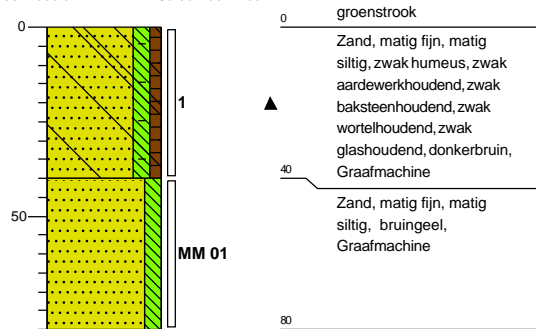 0
50
1
MM 01
0
groenstrook
Zand, matig fijn, matig
siltig, zwak humeus, zwak
aardewerkhoudend, zwak
baksteenhoudend, zwak
wortelhoudend, zwak
glashoudend, donkerbruin,
Graafmachine
40
Zand, matig fijn, matig
siltig, bruingeel,
Graafmachine
80